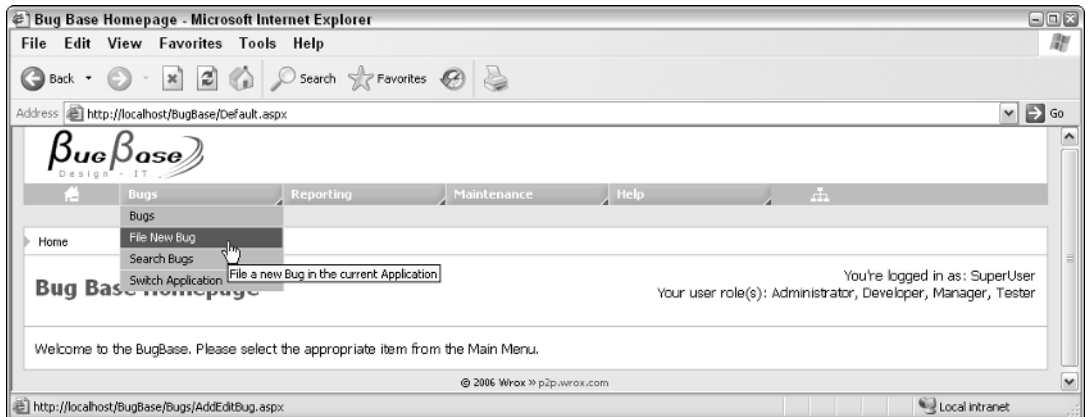 Bug Base Homepage - Microsoft Internet Explorer
File Edit View Favorites Tools Help
Back Search Favorites
Address http://localhost/BugBase/Default.aspx Go
βugβase
Design - IT
Bugs Reporting Maintenance Help
Bugs
File New Bug
Search Bugs
Switch Application
File a new Bug in the current Application
Home
Bug Base Homepage
You're logged in as: SuperUser
Your user role(s): Administrator, Developer, Manager, Tester
Welcome to the BugBase. Please select the appropriate item from the Main Menu.
© 2006 Wrox » p2p.wrox.com
http://localhost/BugBase/Bugs/AddEditBug.aspx Local intranet